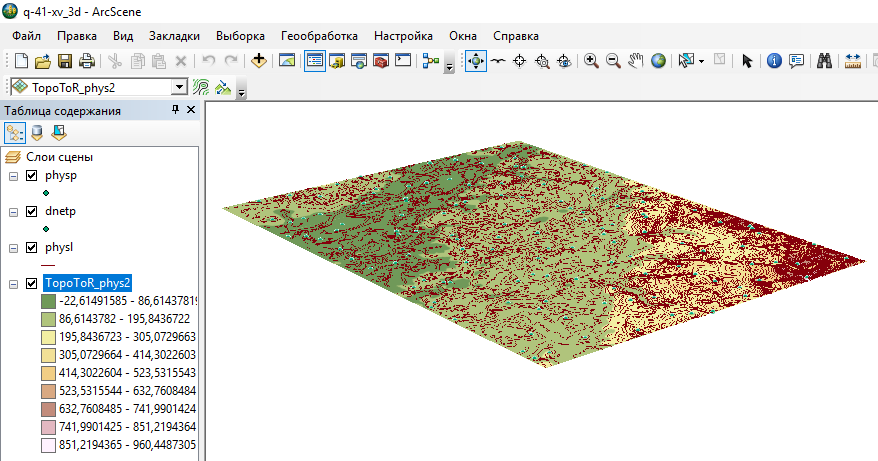 q-41-xv_3d - ArcScene
Файл Правка Вид Закладки Выборка Геообработка Настройка Окна Справка
TopoToR_phys2
Таблица содержания
Слои сцены
physp
dnetp
physl
TopoToR_phys2
-22,61491585 - 86,61437819
86,6143782 - 195,8436722
195,8436723 - 305,0729663
305,0729664 - 414,3022603
414,3022604 - 523,5315543
523,5315544 - 632,7608484
632,7608485 - 741,9901424
741,9901425 - 851,2194364
851,2194365 - 960,4487305